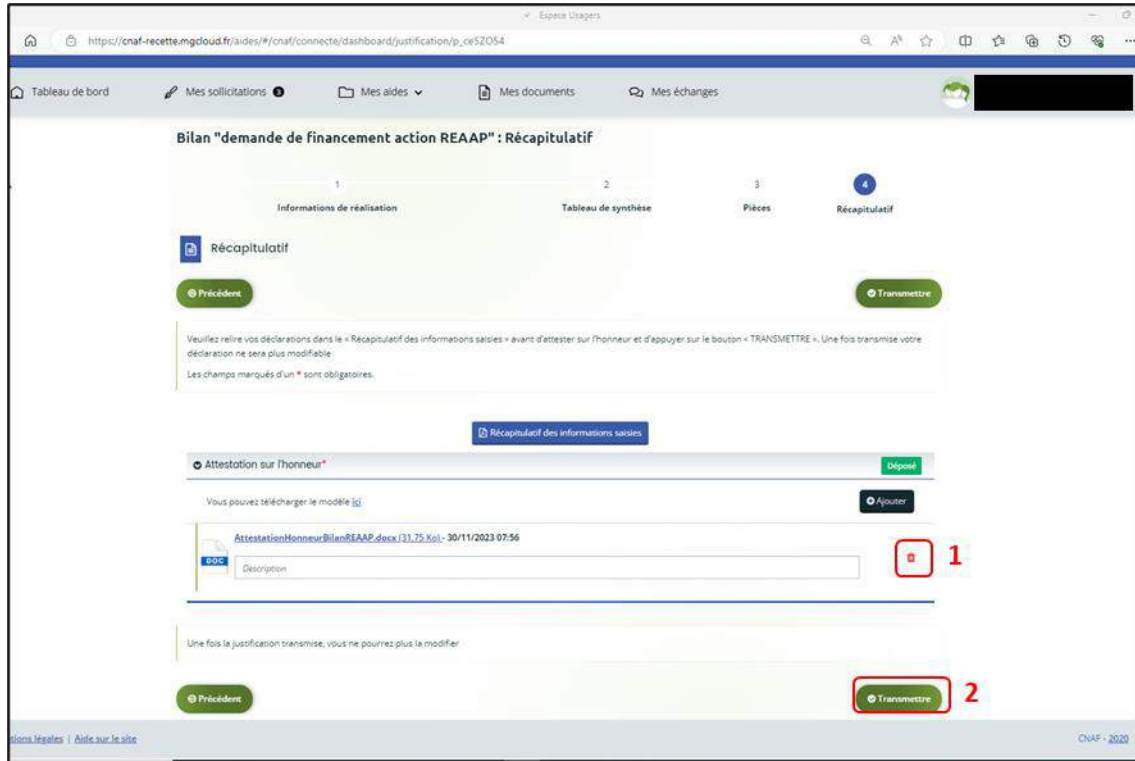 Espace Usagers
https://cnaf-recette.mgcloud.fr/aides/#/cnaf/connecte/dashboard/justification/p_ce5ZOS4
Tableau de bord Mes sollicitations Mes aides Mes documents Mes échanges
Bilan "demande de financement action REAAP" : Récapitulatif
1 2 3 4
Informations de réalisation Tableau de synthèse Pièces Récapitulatif
Récapitulatif
Précédent Transmettre
Veuillez relire vos déclarations dans le « Récapitulatif des informations saisies » avant d'attester sur l'honneur et d'appuyer sur le bouton « TRANSMETTRE ». Une fois transmise votre
déclaration ne sera plus modifiable
Les champs marqués d'un * sont obligatoires.
Récapitulatif des informations saisies
Attestation sur l'honneur* Déposé
Vous pouvez télécharger le modèle ici Ajouter
AttestationHonneurBilanREAAP.docx (31.75 Ko) - 30/11/2023 07:56
DOC
Description
1
Une fois la justification transmise, vous ne pourrez plus la modifier
Précédent Transmettre 2
tions légales | Aide sur le site CNAF - 2020